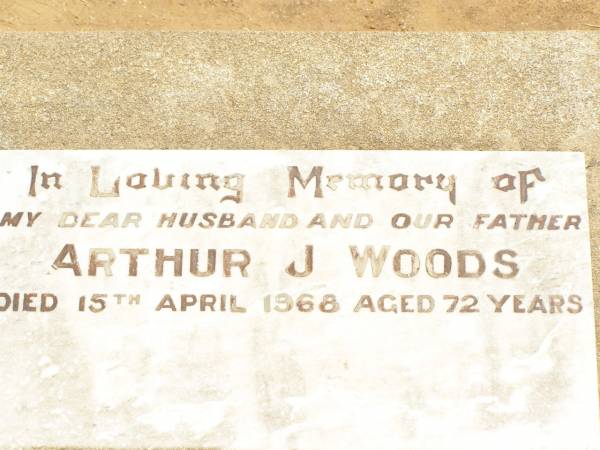 In Loving Memory of
MY DEAR HUSBAND AND OUR FATHER
ARTHUR J WOODS
DIED 15TH APRIL 1968 AGED 72 YEARS